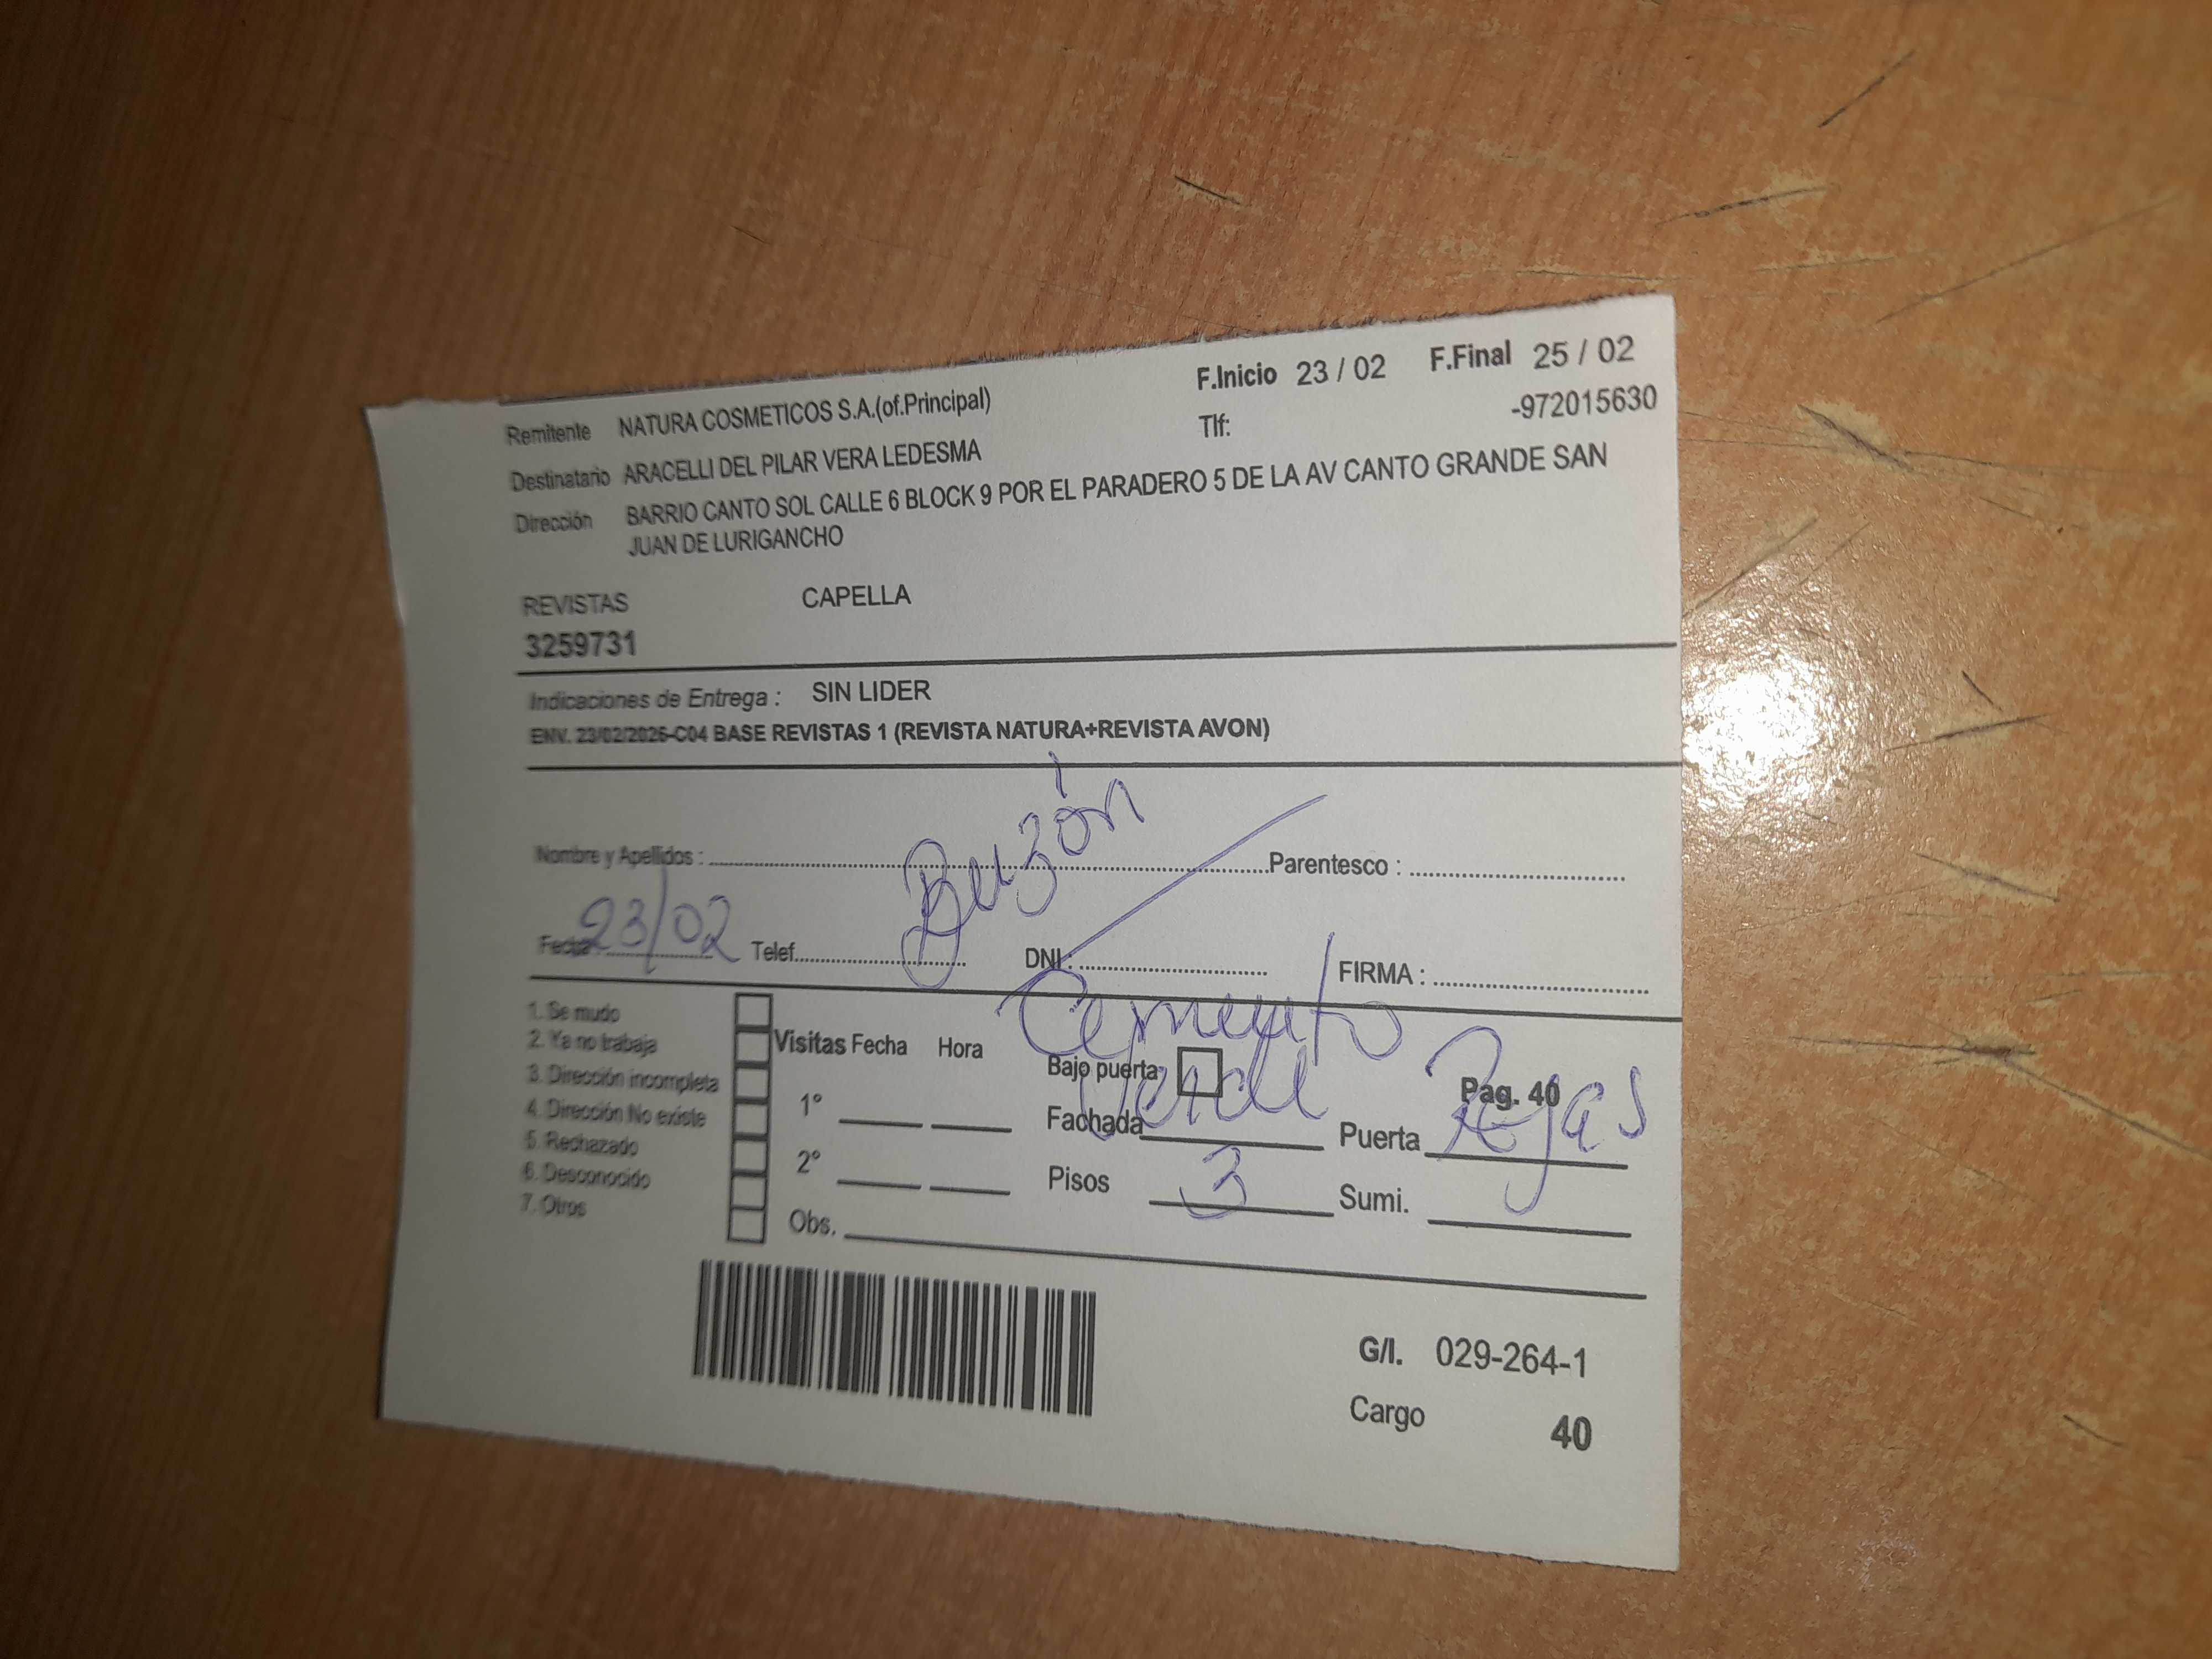 Remitente NATURA COSMETICOS S.A.(of.Principal) F.Inicio 23 / 02 F.Final 25 / 02
Destinatario ARACELLI DEL PILAR VERA LEDESMA Tlf: -972015630
Dirección BARRIO CANTO SOL CALLE 6 BLOCK 9 POR EL PARADERO 5 DE LA AV CANTO GRANDE SAN
JUAN DE LURIGANCHO
REVISTAS CAPELLA
3259731
Indicaciones de Entrega : SIN LIDER
ENV. 23/02/2026-C04 BASE REVISTAS 1 (REVISTA NATURA+REVISTA AVON)
Buzón
Nombre y Apellidos : Parentesco :
Fecha 23/02 Telef. DNI : FIRMA :
Cemento
1. Se mudo
2. Ya no trabaja
3. Dirección incompleta
4. Dirección No existe
5. Rechazado
6. Desconocido
7. Otros
Visitas Fecha Hora
1°
2°
Obs.
Bajo puerta Pag. 40
Fachada Verde Puerta Rejas
Pisos 3 Sumi.
G/I. 029-264-1
Cargo 40